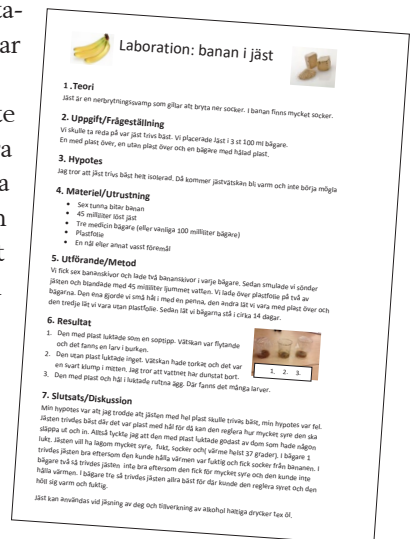 ta-
ar
te
ra
a
n
t
Laboration: banan i jäst
1 .Teori
Jäst är en nerbrytningsvamp som gillar att bryta ner socker. I banan finns mycket socker.
2. Uppgift/Frågeställning
Vi skulle ta reda på var jäst trivs bäst. Vi placerade Jäst i 3 st 100 ml bägare.
En med plast över, en utan plast över och en bägare med hålad plast.
3. Hypotes
Jag tror att jäst trivs bäst helt isolerad. Då kommer jästvätskan bli varm och inte börja mögla
4. Materiel/Utrustning
• Sex tunna bitar banan
• 45 milliliter löst jäst
• Tre medicin bägare (eller vanliga 100 milliliter bägare)
• Plastfolie
• En nål eller annat vasst föremål
5. Utförande/Metod
Vi fick sex bananskivor och lade två bananskivor i varje bägare. Sedan smulade vi sönder
jästen och blandade med 45 milliliter ljummet vatten. Vi lade över plastfolie på två av
bägarna. Den ena gjorde vi små hål i med en penna, den andra lät vi vara med plast över och
den tredje lät vi vara utan plastfolie. Sedan lät vi bägarna stå i cirka 14 dagar.
6. Resultat
1. Den med plast luktade som en soptipp. Vätskan var flytande
och det fanns en larv i burken.
2. Den utan plast luktade inget. Vätskan hade torkat och det var
en svart klump i mitten. Jag tror att vattnet har dunstat bort.
3. Den med plast och hål i luktade rutna ägg. Där fanns det många larver.
1. 2. 3.
7. Slutsats/Diskussion
Min hypotes var att jag trodde att jästen med hel plast skulle trivas bäst, min hypotes var fel.
Jästen trivdes bäst där det var plast med hål för då kan den reglera hur mycket syre den ska
släppa ut och in. Alltså tyckte jag att den med plast luktade godast av dom som hade någon
lukt. Jästen vill ha lagom mycket syre, fukt, socker och( värme helst 37 grader). I bägare 1
trivdes jästen bra eftersom den kunde hålla värmen var fuktig och fick socker från bananen. I
bägare två så trivdes jästen inte bra eftersom den fick för mycket syre och den kunde inte
hålla värmen. I bägare tre så trivdes jästen allra bäst för där kunde den reglera syret och den
höll sig varm och fuktig.
Jäst kan användas vid jäsning av deg och tillverkning av alkohol haltiga drycker tex öl.